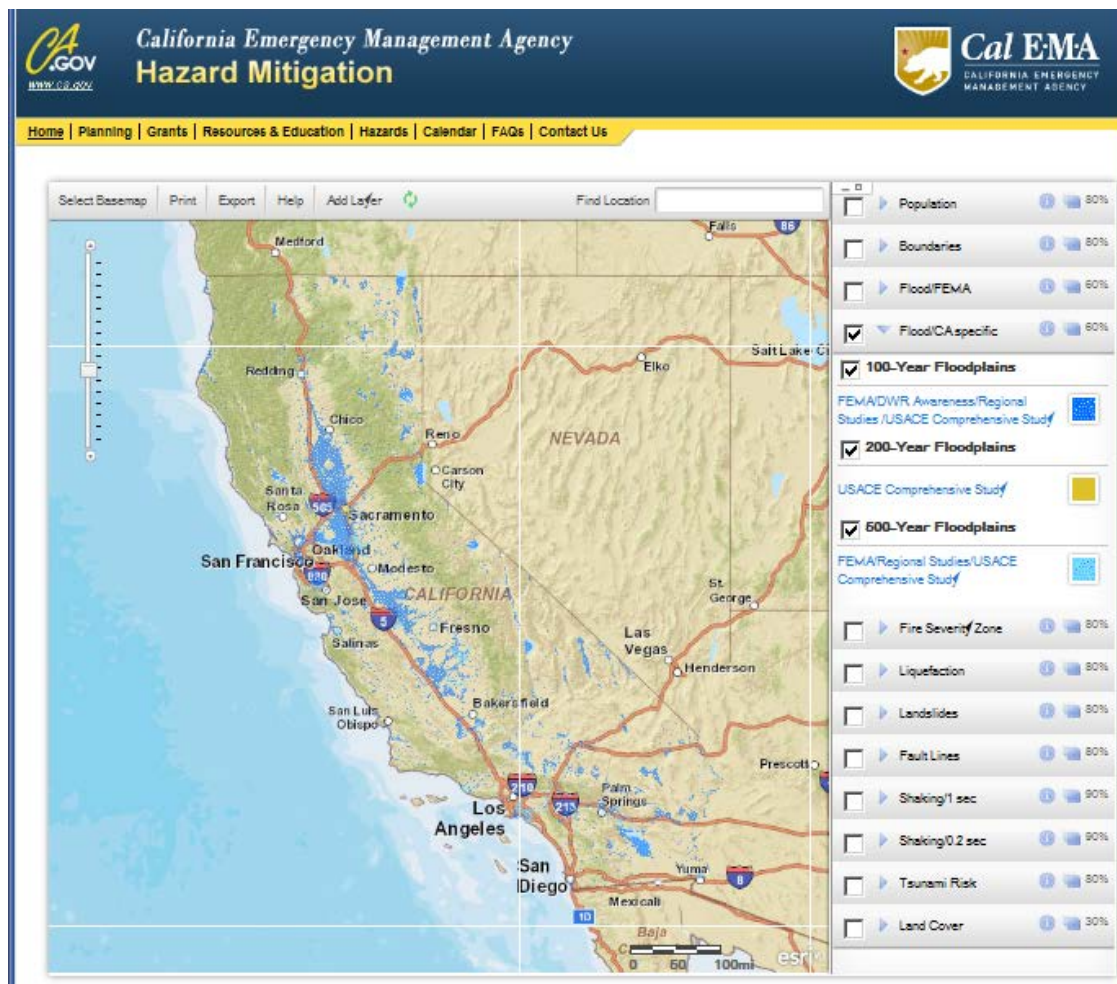 CA
.GOV
www.ca.gov
California Emergency Management Agency
Hazard Mitigation
Cal E·M·A
CALIFORNIA EMERGENCY
MANAGEMENT AGENCY
Home | Planning | Grants | Resources & Education | Hazards | Calendar | FAQs | Contact Us
Select Basemap Print Export Help Add Layer Find Location
Medford
Falls
86
Redding
Elko
Salt Lake Ci
Chico
Reno
NEVADA
Carson
City
Santa
Rosa
505
Sacramento
San Francisco
Oakland
880
Modesto
San Jose
CALIFORNIA
5
St.
George
Salinas
Fresno
Las
Vegas
Henderson
San Luis
Obispo
Bakersfield
Prescott
210
Los
Angeles
215
Palm
Springs
San
Diego
Yuma
8
Mexicali
1D
Baja
0 50 100mi
esri
Population 80%
Boundaries 80%
Flood/FEMA 60%
Flood/CA specific 60%
100-Year Floodplains
FEMA/DWR Awareness/Regional
Studies /USACE Comprehensive Study
200-Year Floodplains
USACE Comprehensive Study
500-Year Floodplains
FEMA/Regional Studies/USACE
Comprehensive Study
Fire Severity Zone 80%
Liquefaction 80%
Landslides 80%
Fault Lines 80%
Shaking/1 sec 90%
Shaking/0.2 sec 90%
Tsunami Risk 80%
Land Cover 30%